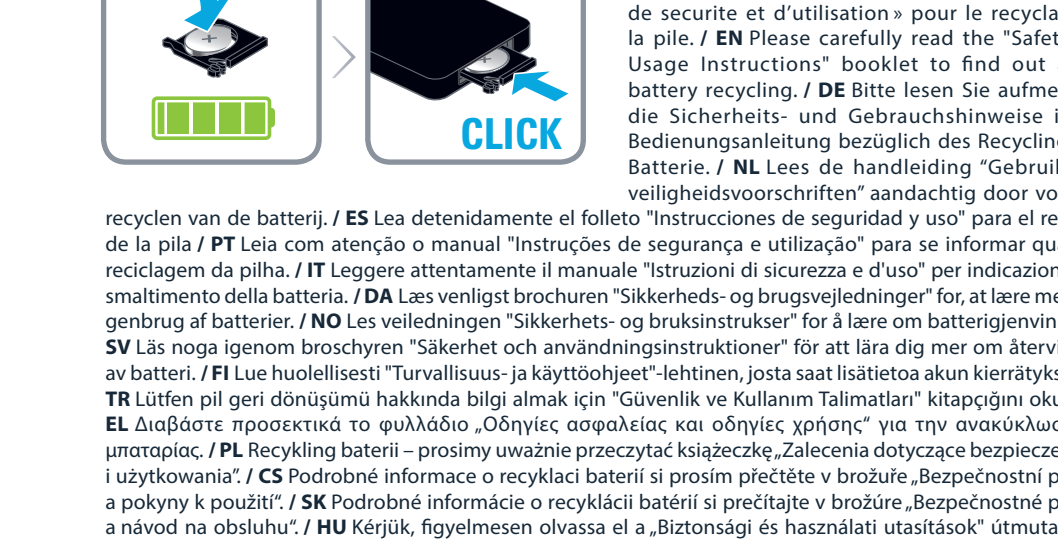 de securite et d’utilisation » pour le recycla
la pile. / EN Please carefully read the "Safet
Usage Instructions" booklet to find out
battery recycling. / DE Bitte lesen Sie aufme
die Sicherheits- und Gebrauchshinweise i
CLICK
Bedienungsanleitung bezüglich des Recycling
Batterie. / NL Lees de handleiding “Gebruik
veiligheidsvoorschriften” aandachtig door vo
recyclen van de batterij. / ES Lea detenidamente el folleto "Instrucciones de seguridad y uso" para el re
de la pila / PT Leia com atenção o manual "Instruções de segurança e utilização" para se informar qua
reciclagem da pilha. / IT Leggere attentamente il manuale "Istruzioni di sicurezza e d'uso" per indicazion
smaltimento della batteria. / DA Læs venligst brochuren "Sikkerheds- og brugsvejledninger" for, at lære me
genbrug af batterier. / NO Les veiledningen "Sikkerhets- og bruksinstrukser" for å lære om batterigjenvin
SV Läs noga igenom broschyren "Säkerhet och användningsinstruktioner" för att lära dig mer om återvi
av batteri. / FI Lue huolellisesti "Turvallisuus- ja käyttöohjeet"-lehtinen, josta saat lisätietoa akun kierrätyks
TR Lütfen pil geri dönüşümü hakkında bilgi almak için "Güvenlik ve Kullanım Talimatları" kitapçığını oku
EL Διαβάστε προσεκτικά το φυλλάδιο „Οδηγίες ασφαλείας και οδηγίες χρήσης“ για την ανακύκλωσ
μπαταρίας. / PL Recykling baterii – prosimy uważnie przeczytać książeczkę „Zalecenia dotyczące bezpiecze
i użytkowania”. / CS Podrobné informace o recyklaci baterií si prosím přečtěte v brožuře „Bezpečnostní p
a pokyny k použití“. / SK Podrobné informácie o recyklácii batérií si prečítajte v brožúre „Bezpečnostné p
a návod na obsluhu“. / HU Kérjük, figyelmesen olvassa el a „Biztonsági és használati utasítások" útmuta